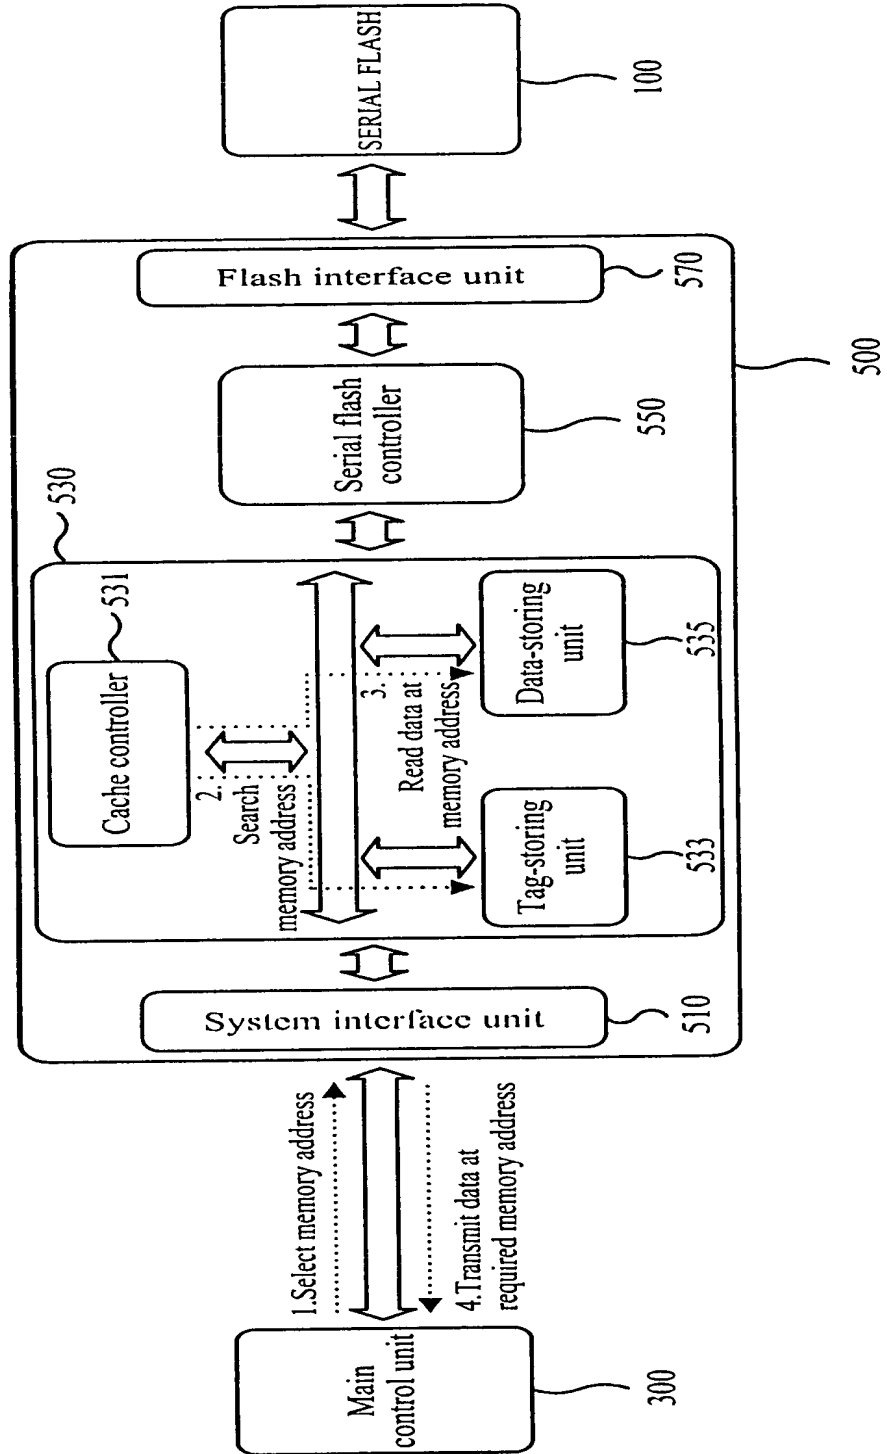 Main
control unit
300
1.Select memory address
4.Transmit data at
required memory address
System interface unit
510
530
Cache controller
531
2.
Search
memory address
3.
Read data at
memory address
Tag-storing
unit
533
Data-storing
unit
535
Serial flash
controller
550
Flash interface unit
570
500
SERIAL FLASH
100